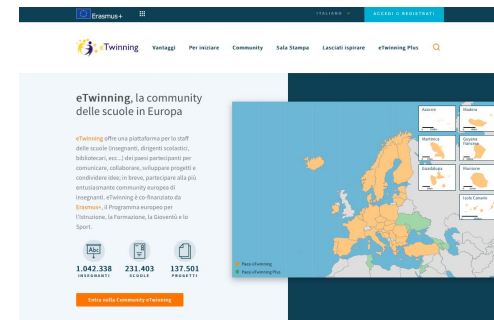 Erasmus+
ITALIANO
ACCEDI O REGISTRATI
eTwinning
Vantaggi
Per iniziare
Community
Sala Stampa
Lasciati ispirare
eTwinning Plus
eTwinning, la community
delle scuole in Europa
eTwinning offre una piattaforma per lo staff
delle scuole (insegnanti, dirigenti scolastici,
bibliotecari, ecc...) dei paesi partecipanti per
comunicare, collaborare, sviluppare progetti e
condividere idee; in breve, partecipare alla più
entusiasmante community europea di
insegnanti. eTwinning è co-finanziato da
Erasmus+, il Programma europeo per
l'Istruzione, la Formazione, la Gioventù e lo
Sport.
Abc
1.042.338
INSEGNANTI
231.403
SCUOLE
137.501
PROGETTI
Entra nella Community eTwinning
Azzorre
Madera
Martinica
Guyana
francese
Guadalupa
Riunione
Isole Canarie
Paesi eTwinning
Paesi eTwinning Plus